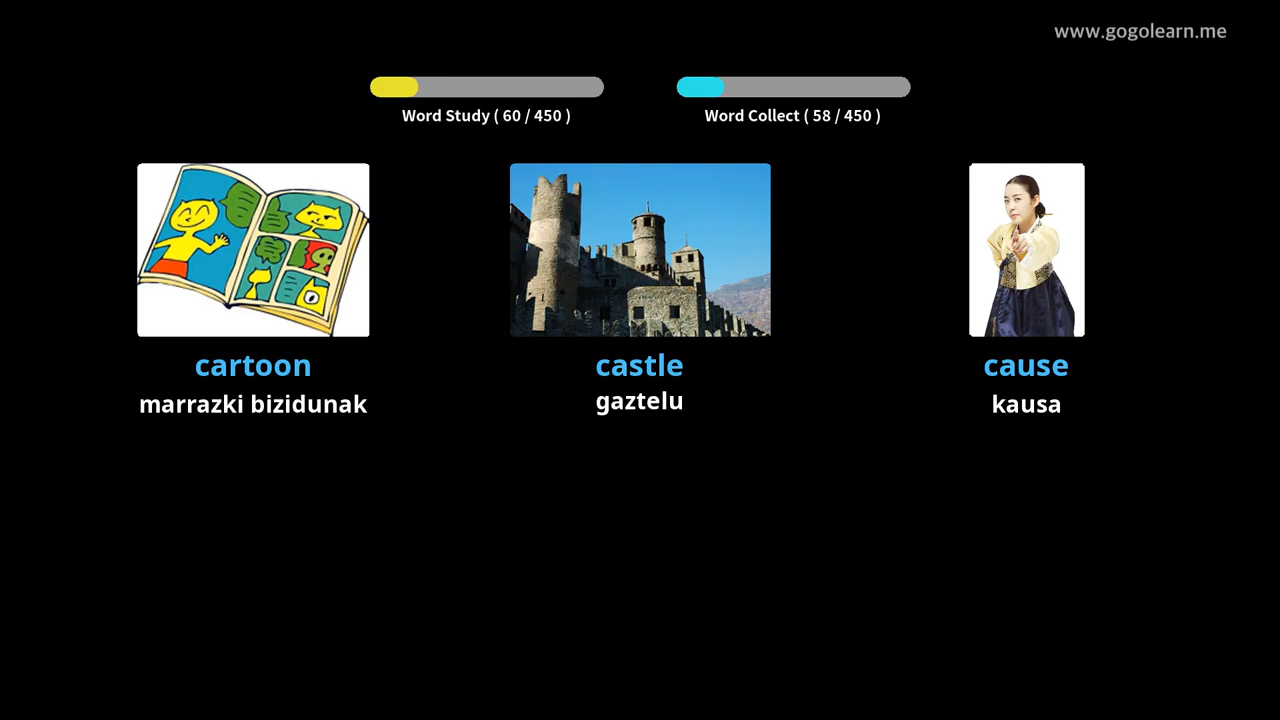 www.gogolearn.me
Word Study ( 60 / 450 )
Word Collect ( 58 / 450 )
cartoon
marrazki bizidunak
castle
gaztelu
cause
kausa